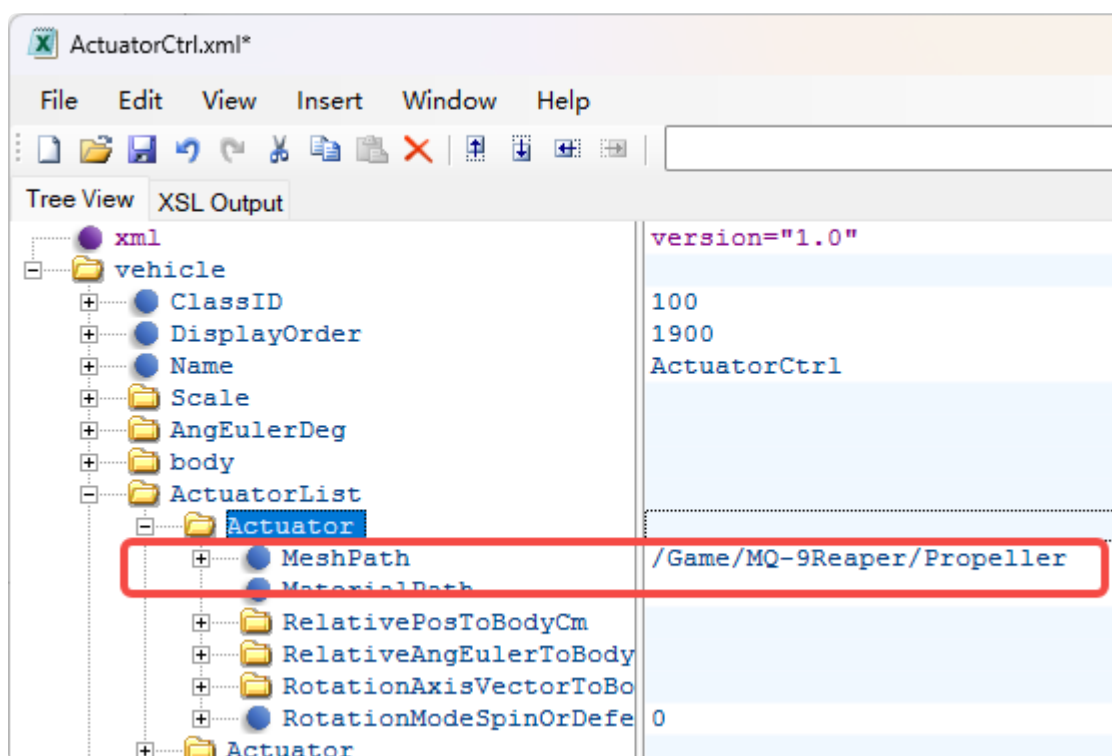 ActuatorCtrl.xml*
File Edit View Insert Window Help
Tree View XSL Output
xml version="1.0"
vehicle
ClassID 100
DisplayOrder 1900
Name ActuatorCtrl
Scale
AngEulerDeg
body
ActuatorList
Actuator
MeshPath /Game/MQ-9Reaper/Propeller
MaterialPath
RelativePosToBodyCm
RelativeAngEulerToBody
RotationAxisVectorToBo
RotationModeSpinOrDefe 0
Actuator